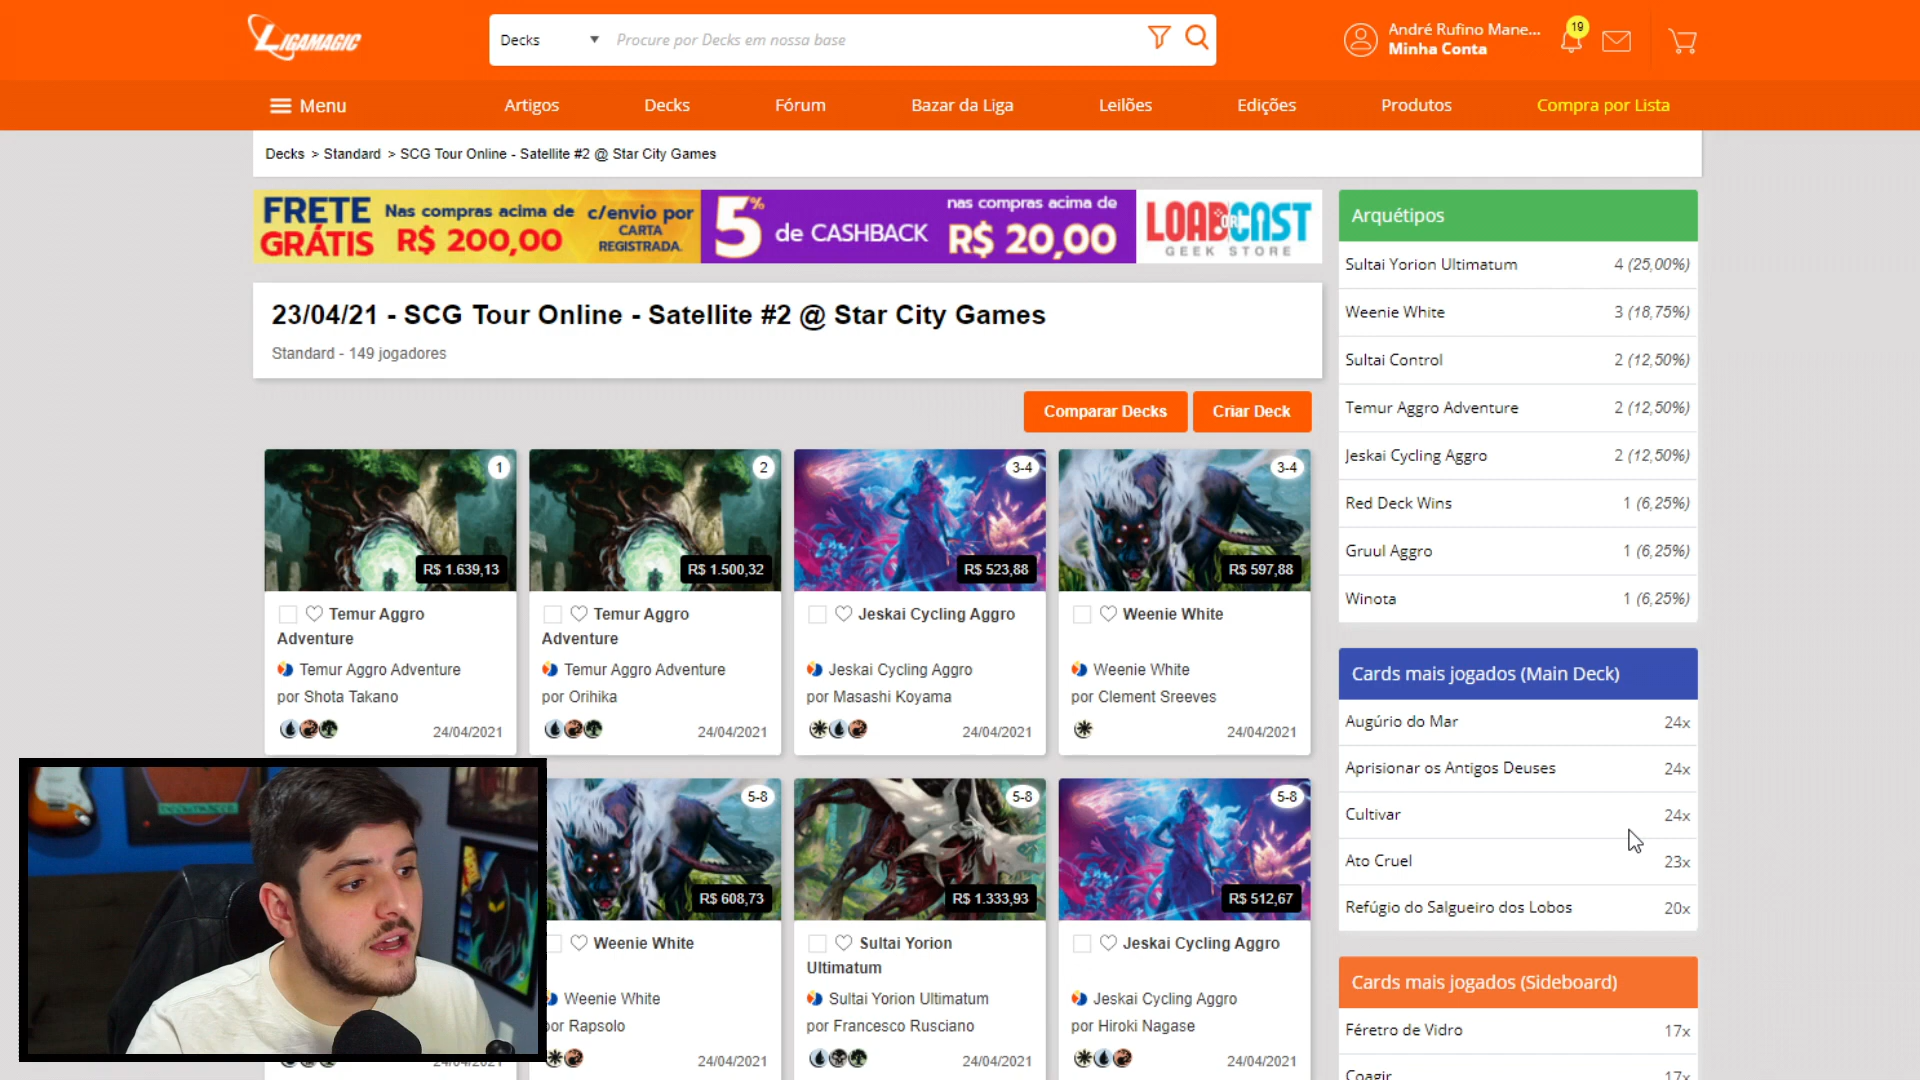 LIGAMAGIC
Decks
Procure por Decks em nossa base
André Rufino Mane...
Minha Conta
19
Menu
Artigos
Decks
Fórum
Bazar da Liga
Leilões
Edições
Produtos
Compra por Lista
Decks > Standard > SCG Tour Online - Satellite #2 @ Star City Games
FRETE GRÁTIS
Nas compras acima de R$ 200,00
c/envio por CARTA REGISTRADA.
5% de CASHBACK
nas compras acima de R$ 20,00
LOAD OR CAST
GEEK STORE
23/04/21 - SCG Tour Online - Satellite #2 @ Star City Games
Standard - 149 jogadores
Comparar Decks
Criar Deck
1
R$ 1.639,13
Temur Aggro
Adventure
Temur Aggro Adventure
por Shota Takano
24/04/2021
2
R$ 1.500,32
Temur Aggro
Adventure
Temur Aggro Adventure
por Orihika
24/04/2021
3-4
R$ 523,88
Jeskai Cycling Aggro
Jeskai Cycling Aggro
por Masashi Koyama
24/04/2021
3-4
R$ 597,88
Weenie White
Weenie White
por Clement Sreeves
24/04/2021
24/04/2021
5-8
R$ 608,73
Weenie White
Weenie White
por Rapsolo
24/04/2021
5-8
R$ 1.333,93
Sultai Yorion
Ultimatum
Sultai Yorion Ultimatum
por Francesco Rusciano
24/04/2021
5-8
R$ 512,67
Jeskai Cycling Aggro
Jeskai Cycling Aggro
por Hiroki Nagase
24/04/2021
Arquétipos
Sultai Yorion Ultimatum 4 (25,00%)
Weenie White 3 (18,75%)
Sultai Control 2 (12,50%)
Temur Aggro Adventure 2 (12,50%)
Jeskai Cycling Aggro 2 (12,50%)
Red Deck Wins 1 (6,25%)
Gruul Aggro 1 (6,25%)
Winota 1 (6,25%)
Cards mais jogados (Main Deck)
Augúrio do Mar 24x
Aprisionar os Antigos Deuses 24x
Cultivar 24x
Ato Cruel 23x
Refúgio do Salgueiro dos Lobos 20x
Cards mais jogados (Sideboard)
Féretro de Vidro 17x
Coagir 17x